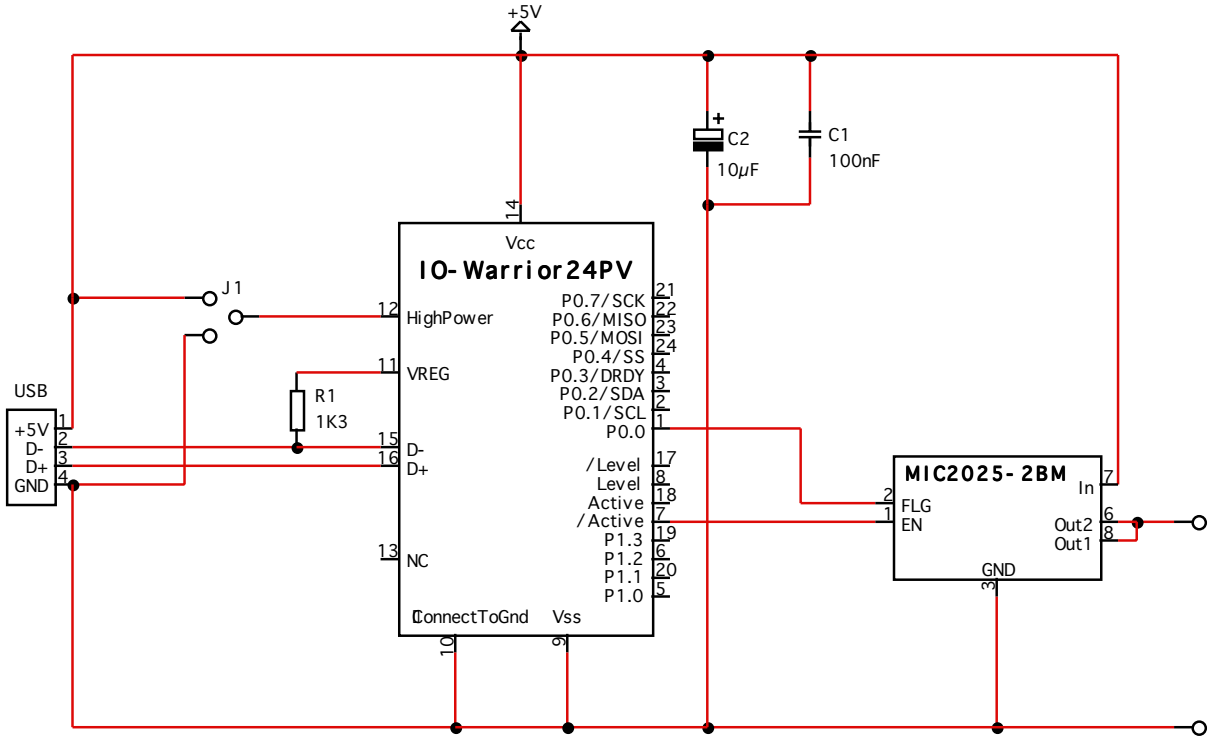 +5V
+
C2
10µF
C1
100nF
14
Vcc
IO-Warrior24PV
J1
12
HighPower
11
VREG
R1
1K3
USB
+5V
1
D-
2
D+
3
GND
4
15
D-
16
D+
13
NC
P0.7/SCK
21
P0.6/MISO
22
P0.5/MOSI
23
P0.4/SS
24
P0.3/DRDY
4
P0.2/SDA
3
P0.1/SCL
2
P0.0
1
/Level
17
Level
8
Active
18
/Active
7
P1.3
19
P1.2
6
P1.1
20
P1.0
5
ConnectToGnd
10
Vss
9
MIC2025-2BM
In
7
2
FLG
1
EN
Out2
6
Out1
8
GND
3